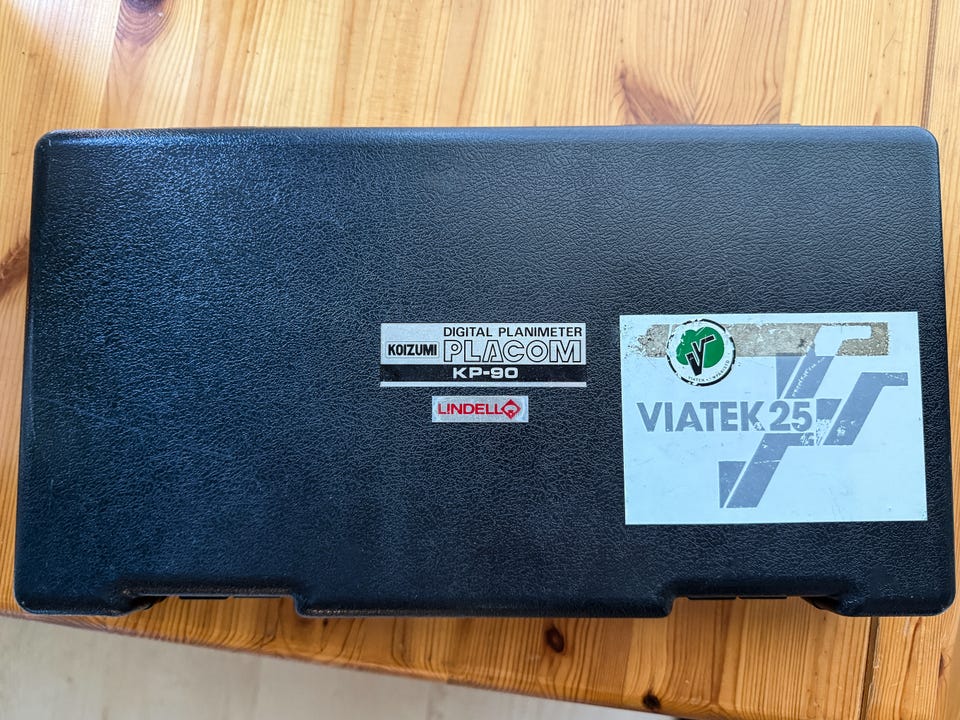 DIGITAL PLANIMETER
KOIZUMI PLACOM
KP-90
LINDELL
VIATEK 25